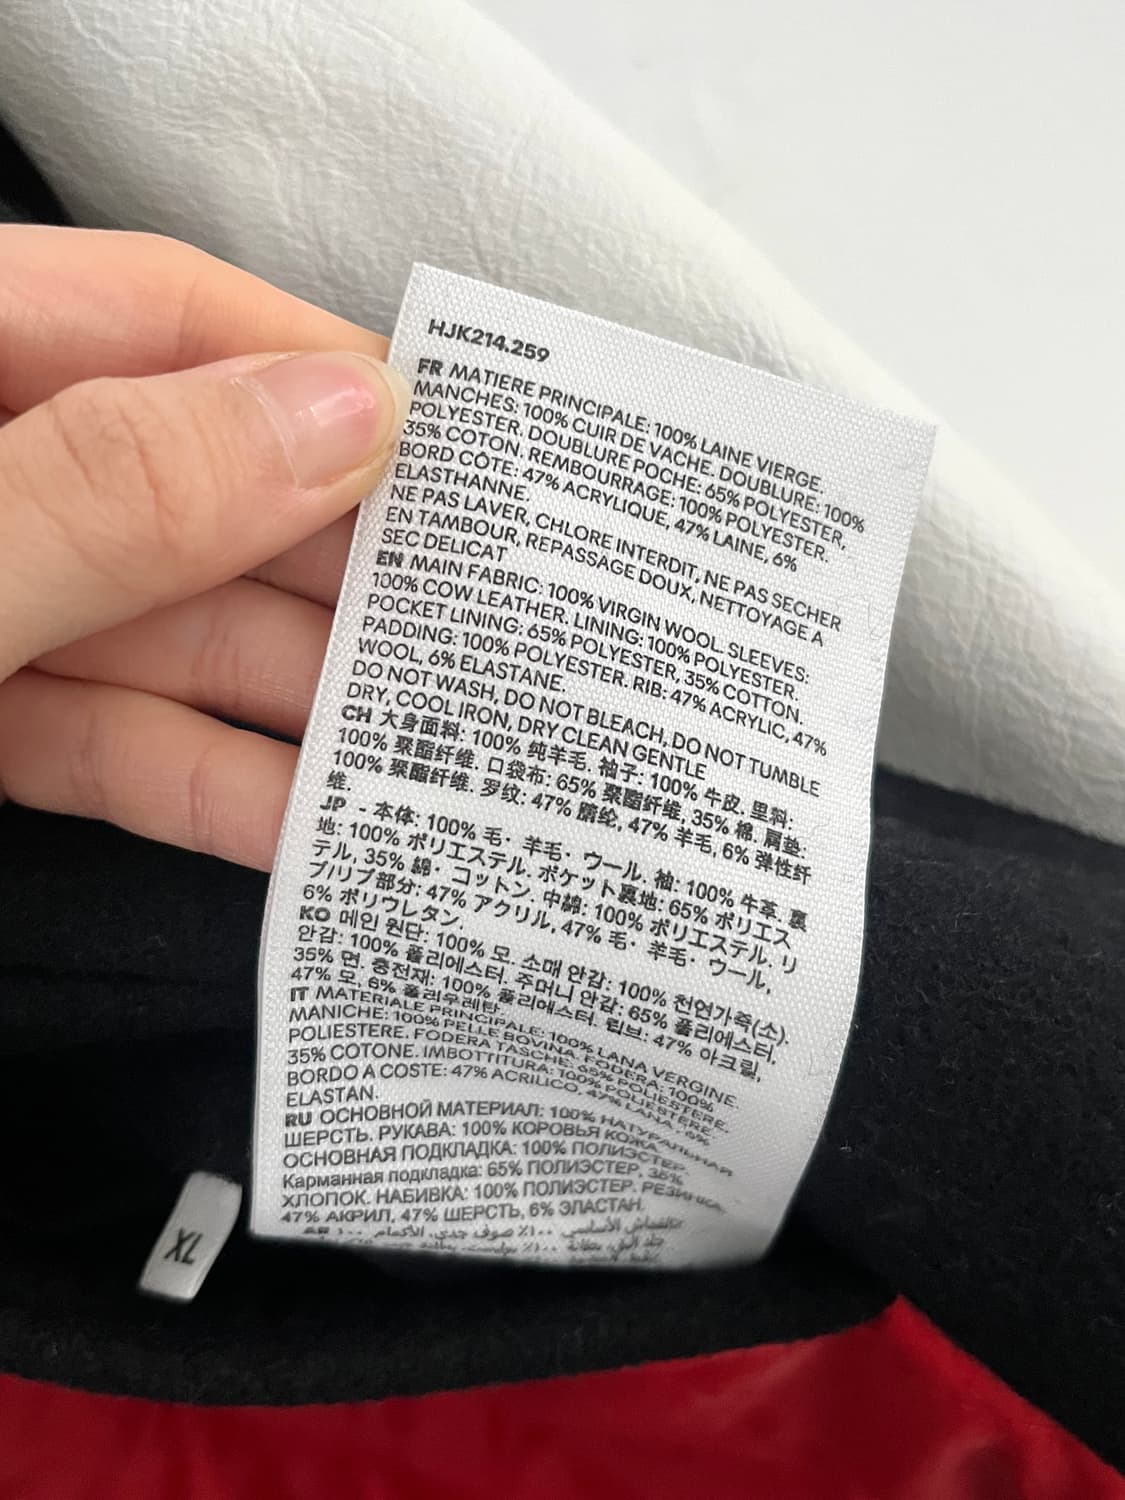 HJK214.259
FR MATIERE PRINCIPALE: 100% LAINE VIERGE.
MANCHES: 100% CUIR DE VACHE. DOUBLURE: 100%
POLYESTER. DOUBLURE POCHE: 65% POLYESTER,
35% COTON. REMBOURRAGE: 100% POLYESTER.
BORD CÔTE: 47% ACRYLIQUE, 47% LAINE, 6%
ELASTHANNE.
NE PAS LAVER, CHLORE INTERDIT, NE PAS SECHER
EN TAMBOUR, REPASSAGE DOUX, NETTOYAGE A
SEC DELICAT
EN MAIN FABRIC: 100% VIRGIN WOOL. SLEEVES:
100% COW LEATHER. LINING: 100% POLYESTER.
POCKET LINING: 65% POLYESTER, 35% COTTON.
PADDING: 100% POLYESTER. RIB: 47% ACRYLIC, 47%
WOOL, 6% ELASTANE.
DO NOT WASH, DO NOT BLEACH, DO NOT TUMBLE
DRY, COOL IRON, DRY CLEAN GENTLE
CH 大身面料: 100% 纯羊毛. 袖子: 100% 牛皮. 里料:
100% 聚酯纤维. 口袋布: 65% 聚酯纤维, 35% 棉. 肩垫:
100% 聚酯纤维. 罗纹: 47% 腈纶, 47% 羊毛, 6% 弹性纤
维.
JP - 本体: 100% 毛・羊毛・ウール. 袖: 100% 牛革. 裏
地: 100% ポリエステル. ポケット裏地: 65% ポリエス
テル, 35% 綿・コットン. 中綿: 100% ポリエステル. リ
ブ/リブ部分: 47% アクリル, 47% 毛・羊毛・ウール,
6% ポリウレタン.
KO 메인 원단: 100% 모. 소매 안감: 100% 천연가죽(소).
안감: 100% 폴리에스터. 주머니 안감: 65% 폴리에스터,
35% 면. 충전재: 100% 폴리에스터. 립브: 47% 아크릴,
47% 모, 6% 폴리우레탄.
IT MATERIALE PRINCIPALE: 100% LANA VERGINE.
MANICHE: 100% PELLE BOVINA. FODERA: 100%
POLIESTERE. FODERA TASCHE: 65% POLIESTERE.
35% COTONE. IMBOTTITURA: 100% POLIESTERE.
BORDO A COSTE: 47% ACRILICO, 47% LANA, 6%
ELASTAN.
RU ОСНОВНОЙ МАТЕРИАЛ: 100% НАТУРАЛЬНАЯ
ШЕРСТЬ. РУКАВА: 100% КОРОВЬЯ КОЖА.
ОСНОВНАЯ ПОДКЛАДКА: 100% ПОЛИЭСТЕР.
Карманная подкладка: 65% ПОЛИЭСТЕР, 35%
ХЛОПОК. НАБИВКА: 100% ПОЛИЭСТЕР. РЕЗИНКА
47% АКРИЛ, 47% ШЕРСТЬ, 6% ЭЛАСТАН.
XL